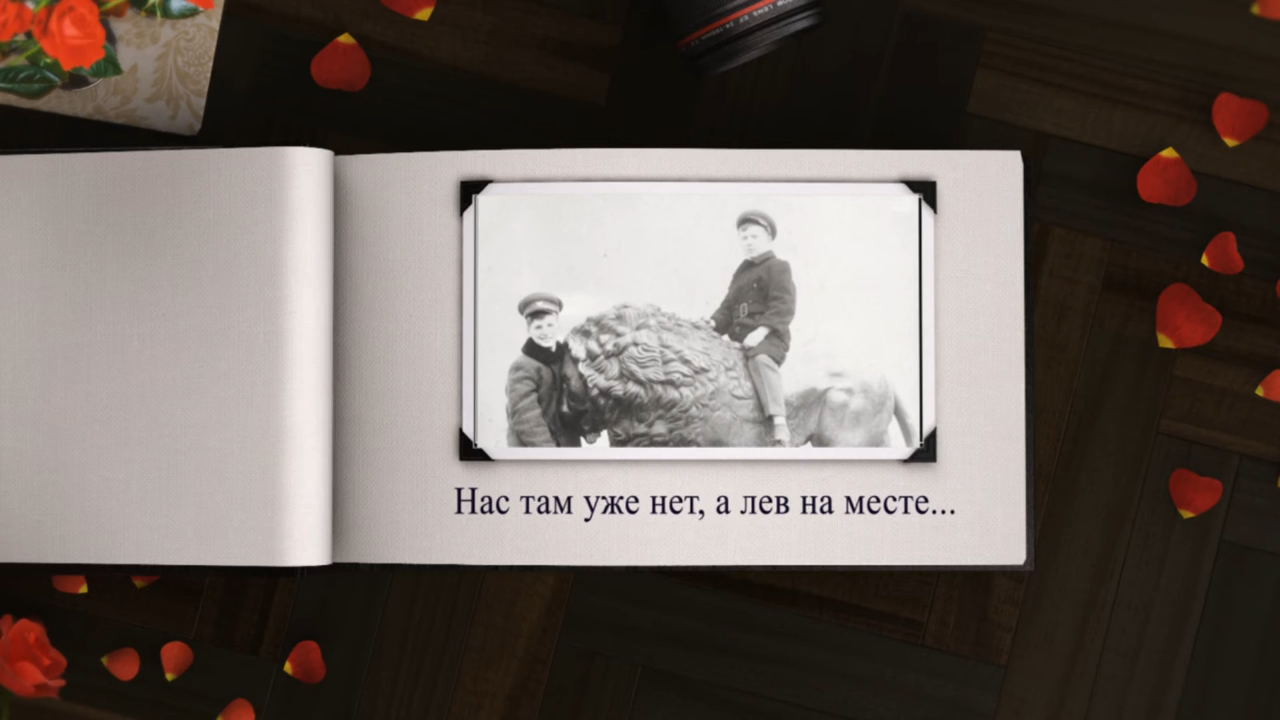 Нас там уже нет, а лев на месте...